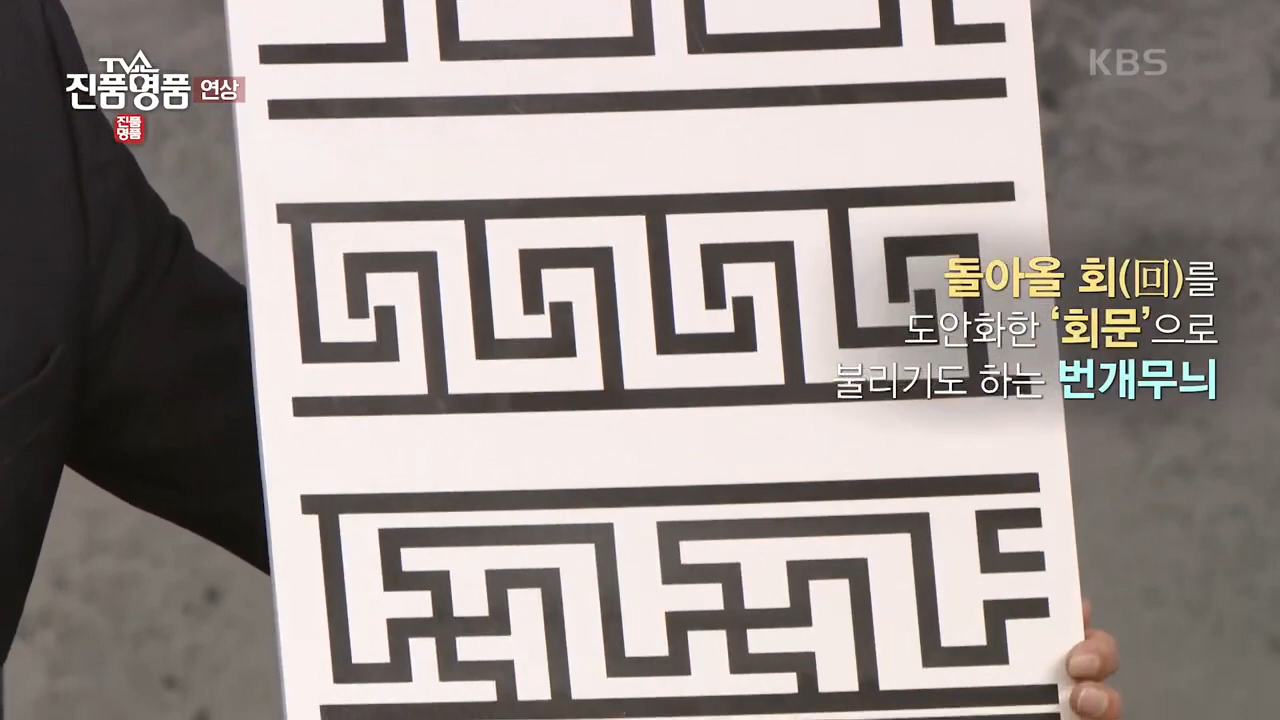 TV쇼
진품명품 연상
진품
명품
KBS
돌아올 회(回)를
도안화한 ‘회문’으로
불리기도 하는 번개무늬